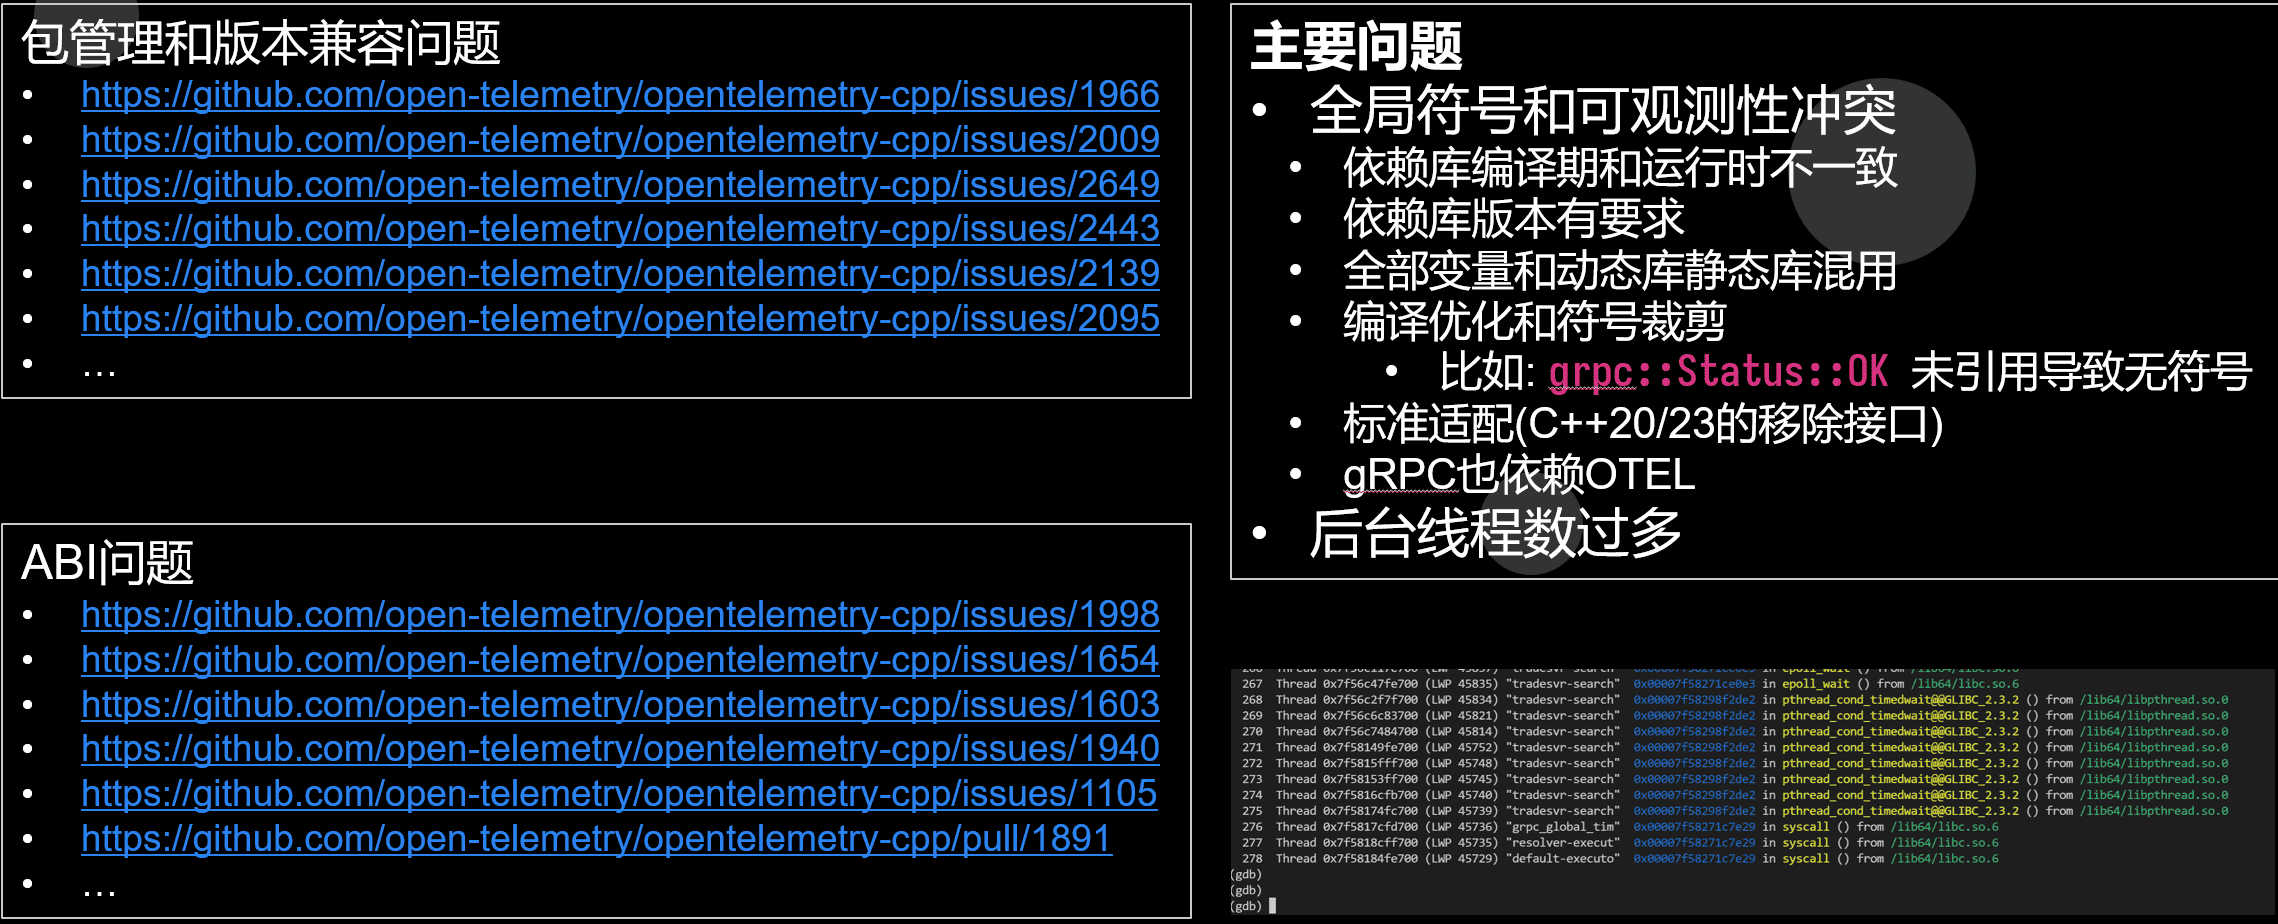 包管理和版本兼容问题
• https://github.com/open-telemetry/opentelemetry-cpp/issues/1966
• https://github.com/open-telemetry/opentelemetry-cpp/issues/2009
• https://github.com/open-telemetry/opentelemetry-cpp/issues/2649
• https://github.com/open-telemetry/opentelemetry-cpp/issues/2443
• https://github.com/open-telemetry/opentelemetry-cpp/issues/2139
• https://github.com/open-telemetry/opentelemetry-cpp/issues/2095
• …
ABI问题
• https://github.com/open-telemetry/opentelemetry-cpp/issues/1998
• https://github.com/open-telemetry/opentelemetry-cpp/issues/1654
• https://github.com/open-telemetry/opentelemetry-cpp/issues/1603
• https://github.com/open-telemetry/opentelemetry-cpp/issues/1940
• https://github.com/open-telemetry/opentelemetry-cpp/issues/1105
• https://github.com/open-telemetry/opentelemetry-cpp/pull/1891
• …
主要问题
• 全局符号和可观测性冲突
• 依赖库编译期和运行时不一致
• 依赖库版本有要求
• 全部变量和动态库静态库混用
• 编译优化和符号裁剪
• 比如: grpc::Status::OK 未引用导致无符号
• 标准适配(C++20/23的移除接口)
• gRPC也依赖OTEL
• 后台线程数过多
267 Thread 0x7f56c47fe700 (LWP 45835) "tradesvr-search" 0x00007f58271ce0e3 in epoll_wait () from /lib64/libc.so.6
268 Thread 0x7f56c2f7f700 (LWP 45834) "tradesvr-search" 0x00007f58298f2de2 in pthread_cond_timedwait@@GLIBC_2.3.2 () from /lib64/libpthread.so.0
269 Thread 0x7f56c6c83700 (LWP 45821) "tradesvr-search" 0x00007f58298f2de2 in pthread_cond_timedwait@@GLIBC_2.3.2 () from /lib64/libpthread.so.0
270 Thread 0x7f56c7484700 (LWP 45814) "tradesvr-search" 0x00007f58298f2de2 in pthread_cond_timedwait@@GLIBC_2.3.2 () from /lib64/libpthread.so.0
271 Thread 0x7f58149fe700 (LWP 45752) "tradesvr-search" 0x00007f58298f2de2 in pthread_cond_timedwait@@GLIBC_2.3.2 () from /lib64/libpthread.so.0
272 Thread 0x7f5815fff700 (LWP 45748) "tradesvr-search" 0x00007f58298f2de2 in pthread_cond_timedwait@@GLIBC_2.3.2 () from /lib64/libpthread.so.0
273 Thread 0x7f58153ff700 (LWP 45745) "tradesvr-search" 0x00007f58298f2de2 in pthread_cond_timedwait@@GLIBC_2.3.2 () from /lib64/libpthread.so.0
274 Thread 0x7f5816cfb700 (LWP 45740) "tradesvr-search" 0x00007f58298f2de2 in pthread_cond_timedwait@@GLIBC_2.3.2 () from /lib64/libpthread.so.0
275 Thread 0x7f58174fc700 (LWP 45739) "tradesvr-search" 0x00007f58298f2de2 in pthread_cond_timedwait@@GLIBC_2.3.2 () from /lib64/libpthread.so.0
276 Thread 0x7f5817cfd700 (LWP 45736) "grpc_global_tim" 0x00007f58271c7e29 in syscall () from /lib64/libc.so.6
277 Thread 0x7f5818cff700 (LWP 45735) "resolver-execut" 0x00007f58271c7e29 in syscall () from /lib64/libc.so.6
278 Thread 0x7f58184fe700 (LWP 45729) "default-executo" 0x00007f58271c7e29 in syscall () from /lib64/libc.so.6
(gdb)
(gdb)
(gdb)